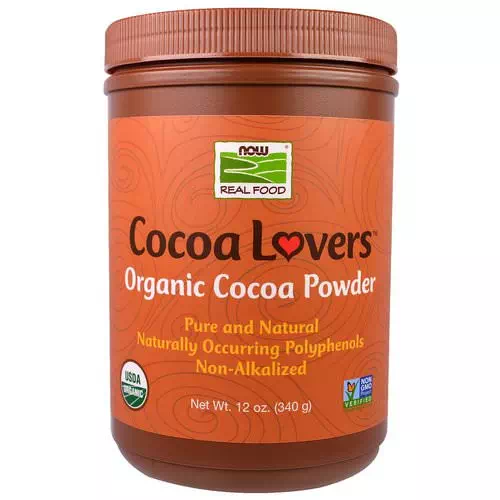 NOW
REAL FOOD
Cocoa Lovers™
Organic Cocoa Powder
Pure and Natural
Naturally Occurring Polyphenols
Non-Alkalized
USDA
ORGANIC
NON
GMO
Project
VERIFIED
Net Wt. 12 oz. (340 g)